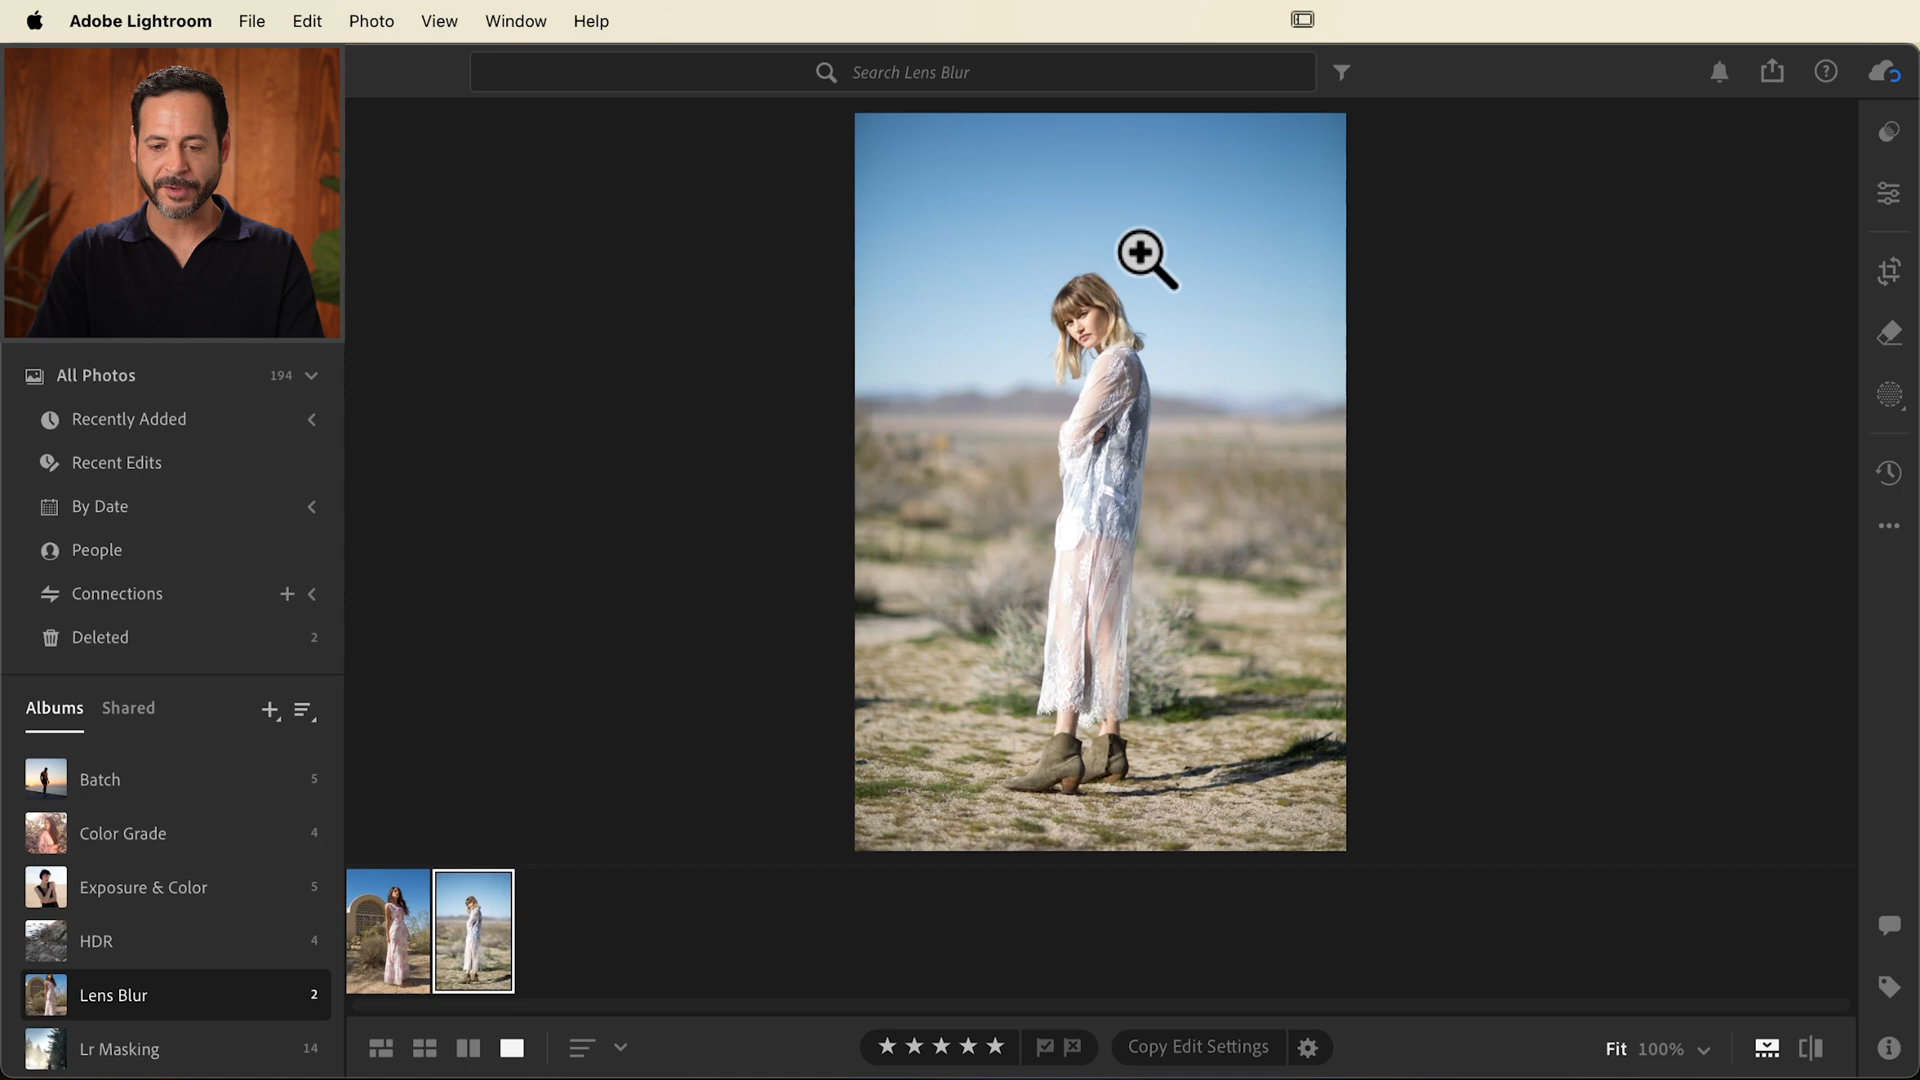 Adobe Lightroom File Edit Photo View Window Help
Search Lens Blur
All Photos 194
Recently Added
Recent Edits
By Date
People
Connections
Deleted 2
Albums Shared
Batch 5
Color Grade 4
Exposure & Color 5
HDR 4
Lens Blur 2
Lr Masking 14
Copy Edit Settings
Fit 100%